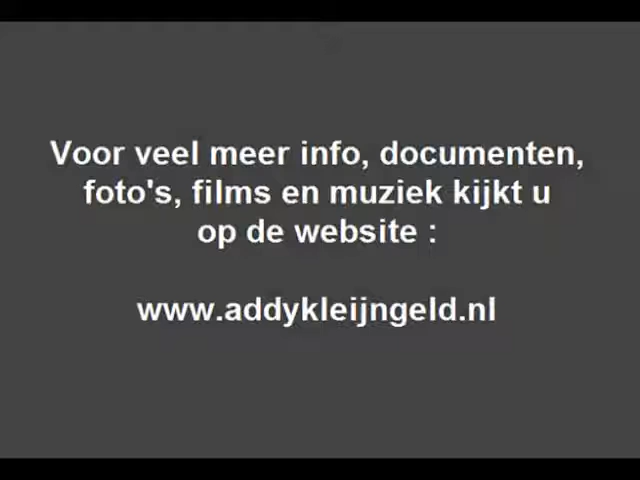 Voor veel meer info, documenten,
foto's, films en muziek kijkt u
op de website :
www.addykleijngeld.nl